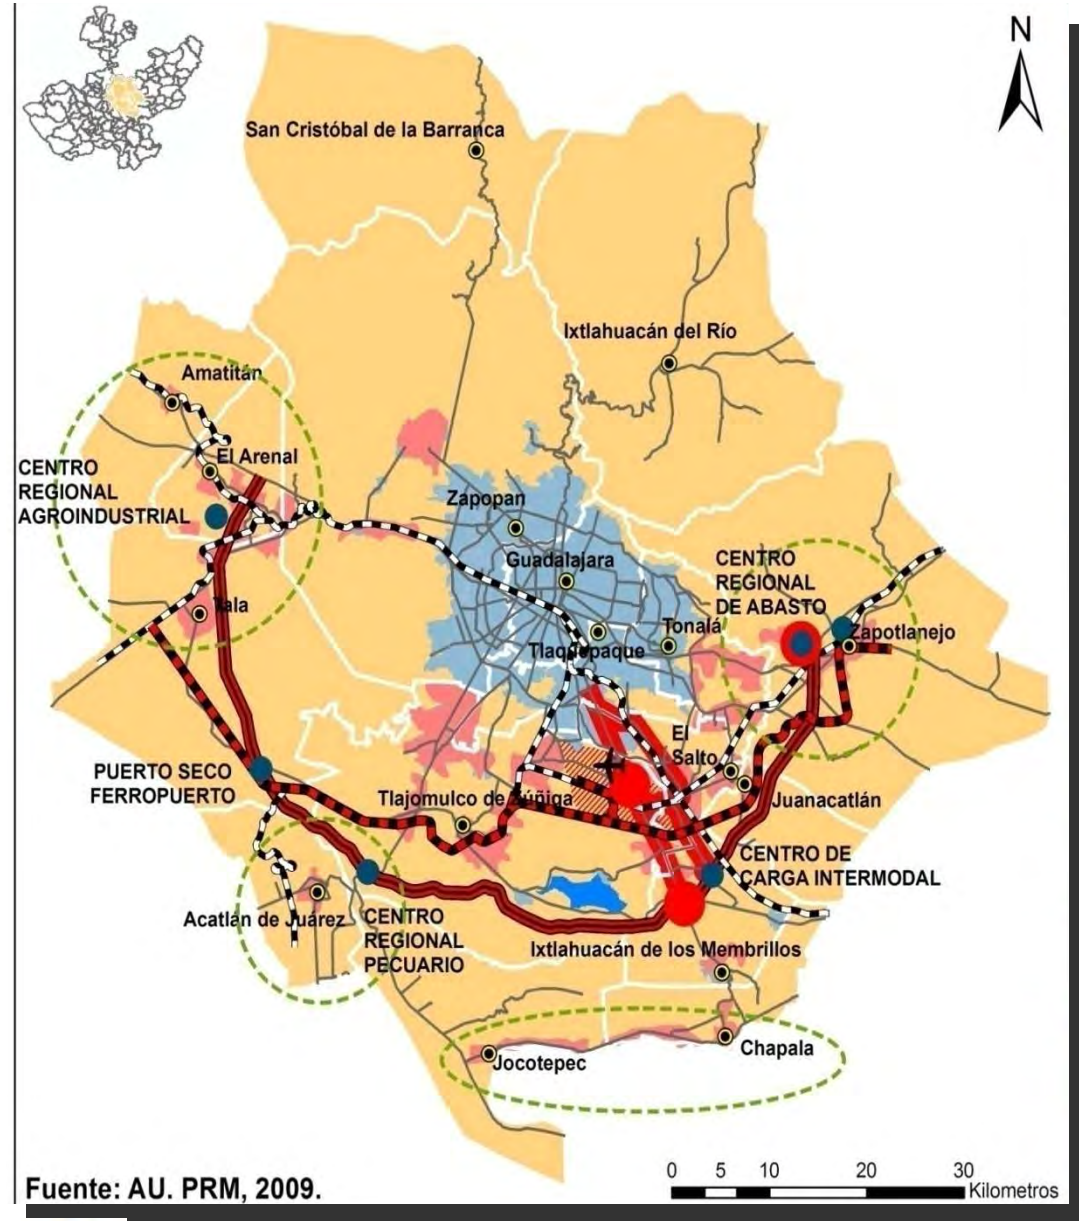 N
San Cristóbal de la Barranca
Ixtlahuacán del Río
Amatitán
El Arenal
CENTRO
REGIONAL
AGROINDUSTRIAL
Zapopan
Guadalajara
CENTRO
REGIONAL
DE ABASTO
Tala
Tonalá
Zapotlanejo
Tlaquepaque
El
Salto
PUERTO SECO
FERROPUERTO
Tlajomulco de Zúñiga
Juanacatlán
CENTRO DE
CARGA INTERMODAL
Acatlán de Juárez
CENTRO
REGIONAL
PECUARIO
Ixtlahuacán de los Membrillos
Chapala
Jocotepec
0 5 10 20 30
Kilometros
Fuente: AU. PRM, 2009.